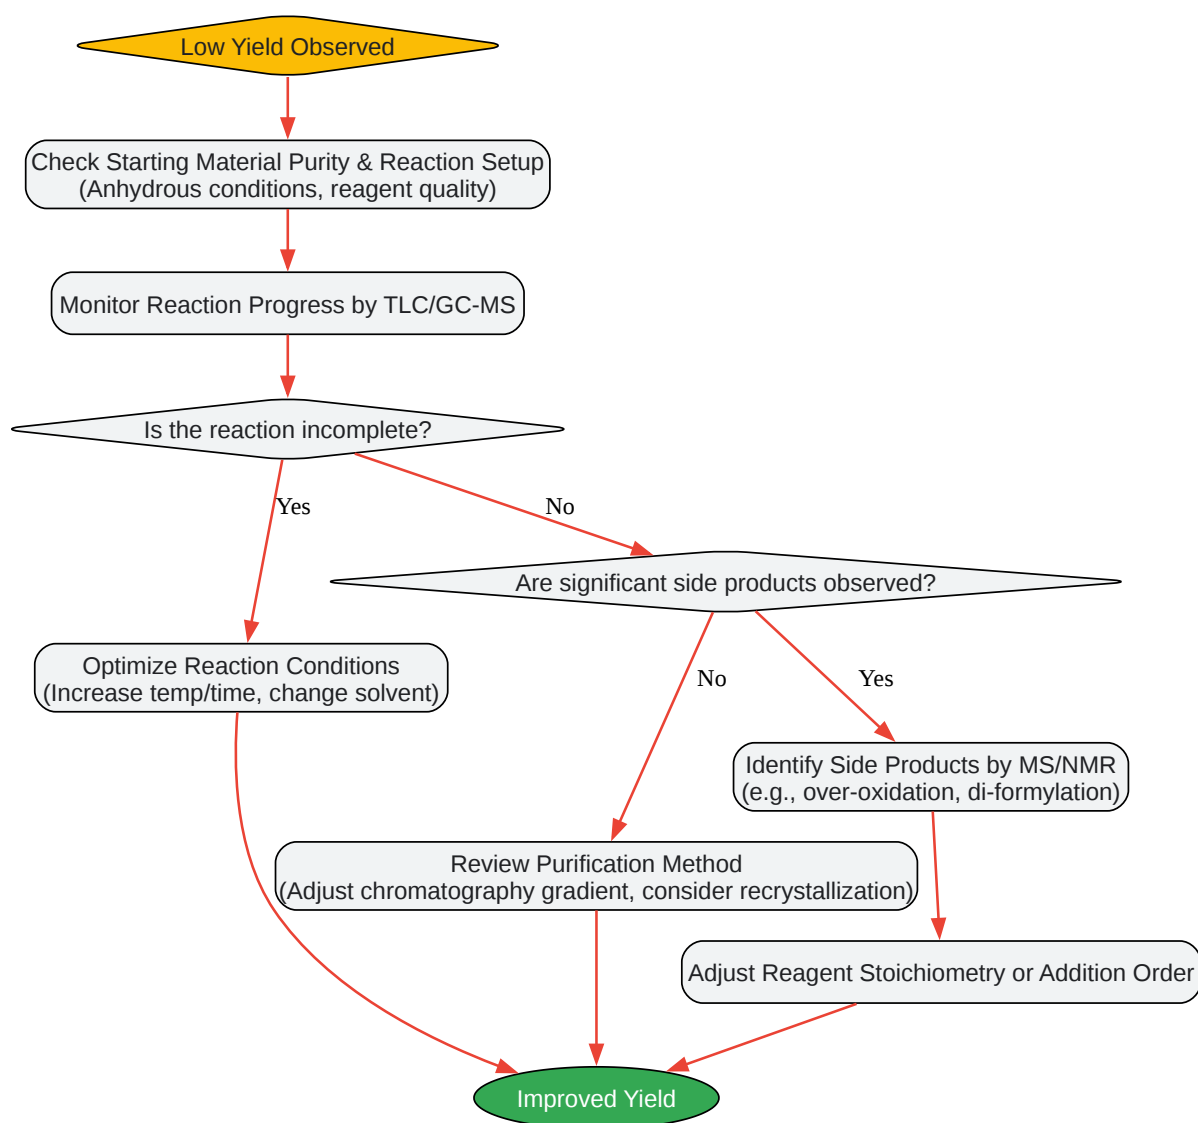 Low Yield Observed
Check Starting Material Purity & Reaction Setup
(Anhydrous conditions, reagent quality)
Monitor Reaction Progress by TLC/GC-MS
Is the reaction incomplete?
Yes
No
Are significant side products observed?
Optimize Reaction Conditions
(Increase temp/time, change solvent)
No
Yes
Identify Side Products by MS/NMR
(e.g., over-oxidation, di-formylation)
Review Purification Method
(Adjust chromatography gradient, consider recrystallization)
Adjust Reagent Stoichiometry or Addition Order
Improved Yield